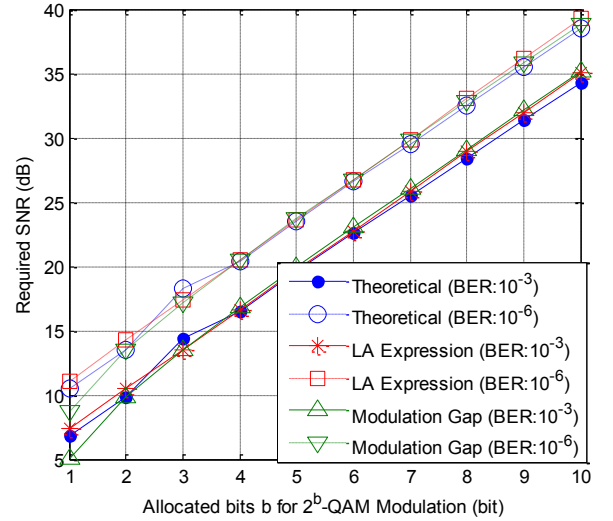 40
35
30
25
20
15
10
5
Required SNR (dB)
1 2 3 4 5 6 7 8 9 10
Allocated bits b for 2^b-QAM Modulation (bit)
Theoretical (BER:10^-3)
Theoretical (BER:10^-6)
LA Expression (BER:10^-3)
LA Expression (BER:10^-6)
Modulation Gap (BER:10^-3)
Modulation Gap (BER:10^-6)